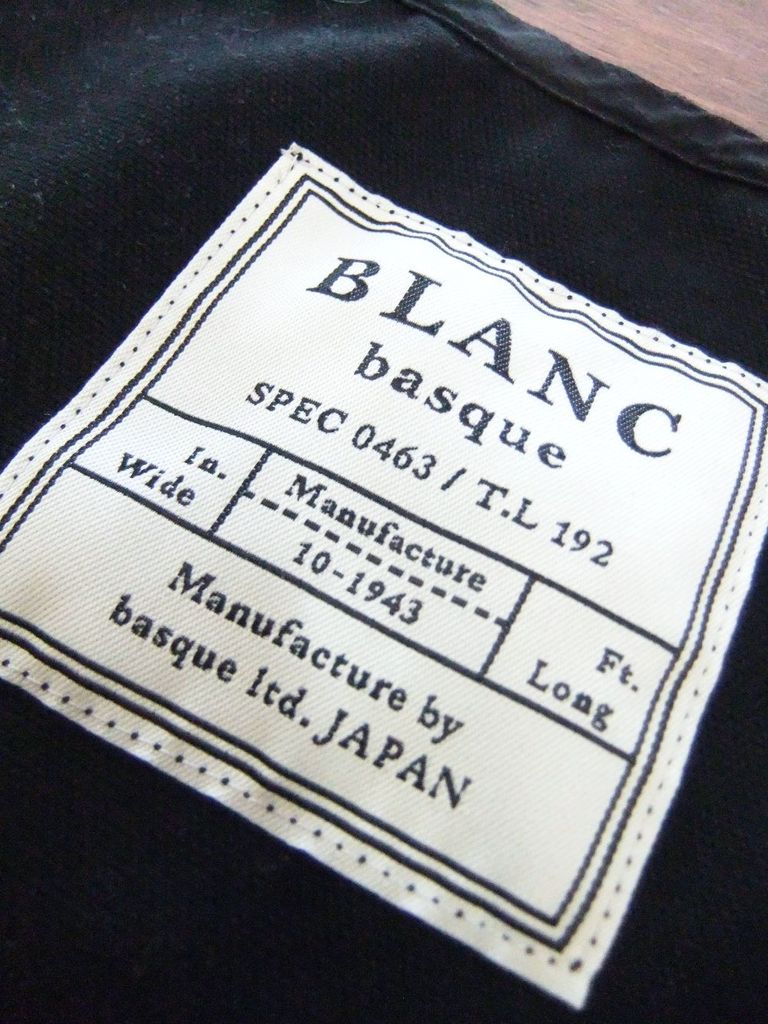 BLANC
basque
SPEC 0463 / T.L 192
In.
Wide
Manufacture
10-1943
Ft.
Long
Manufacture by
basque ltd. JAPAN